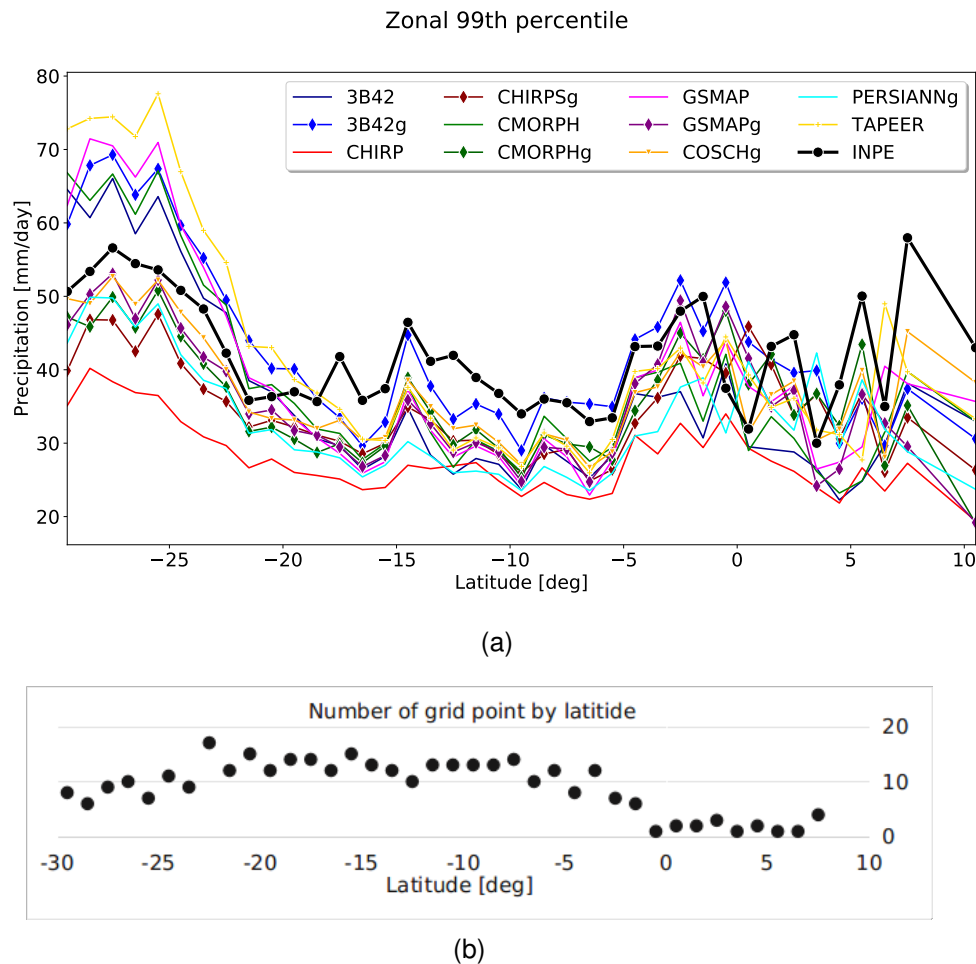 Zonal 99th percentile
80
70
60
50
40
30
20
Precipitation [mm/day]
3B42 CHIRPSg GSMAP PERSIANNg
3B42g CMORPH GSMAPg TAPEER
CHIRP CMORPHg COSCHg INPE
−25 −20 −15 −10 −5 0 5 10
Latitude [deg]
(a)
Number of grid point by latitide
20
10
0
-30 -25 -20 -15 -10 -5 0 5 10
Latitude [deg]
(b)